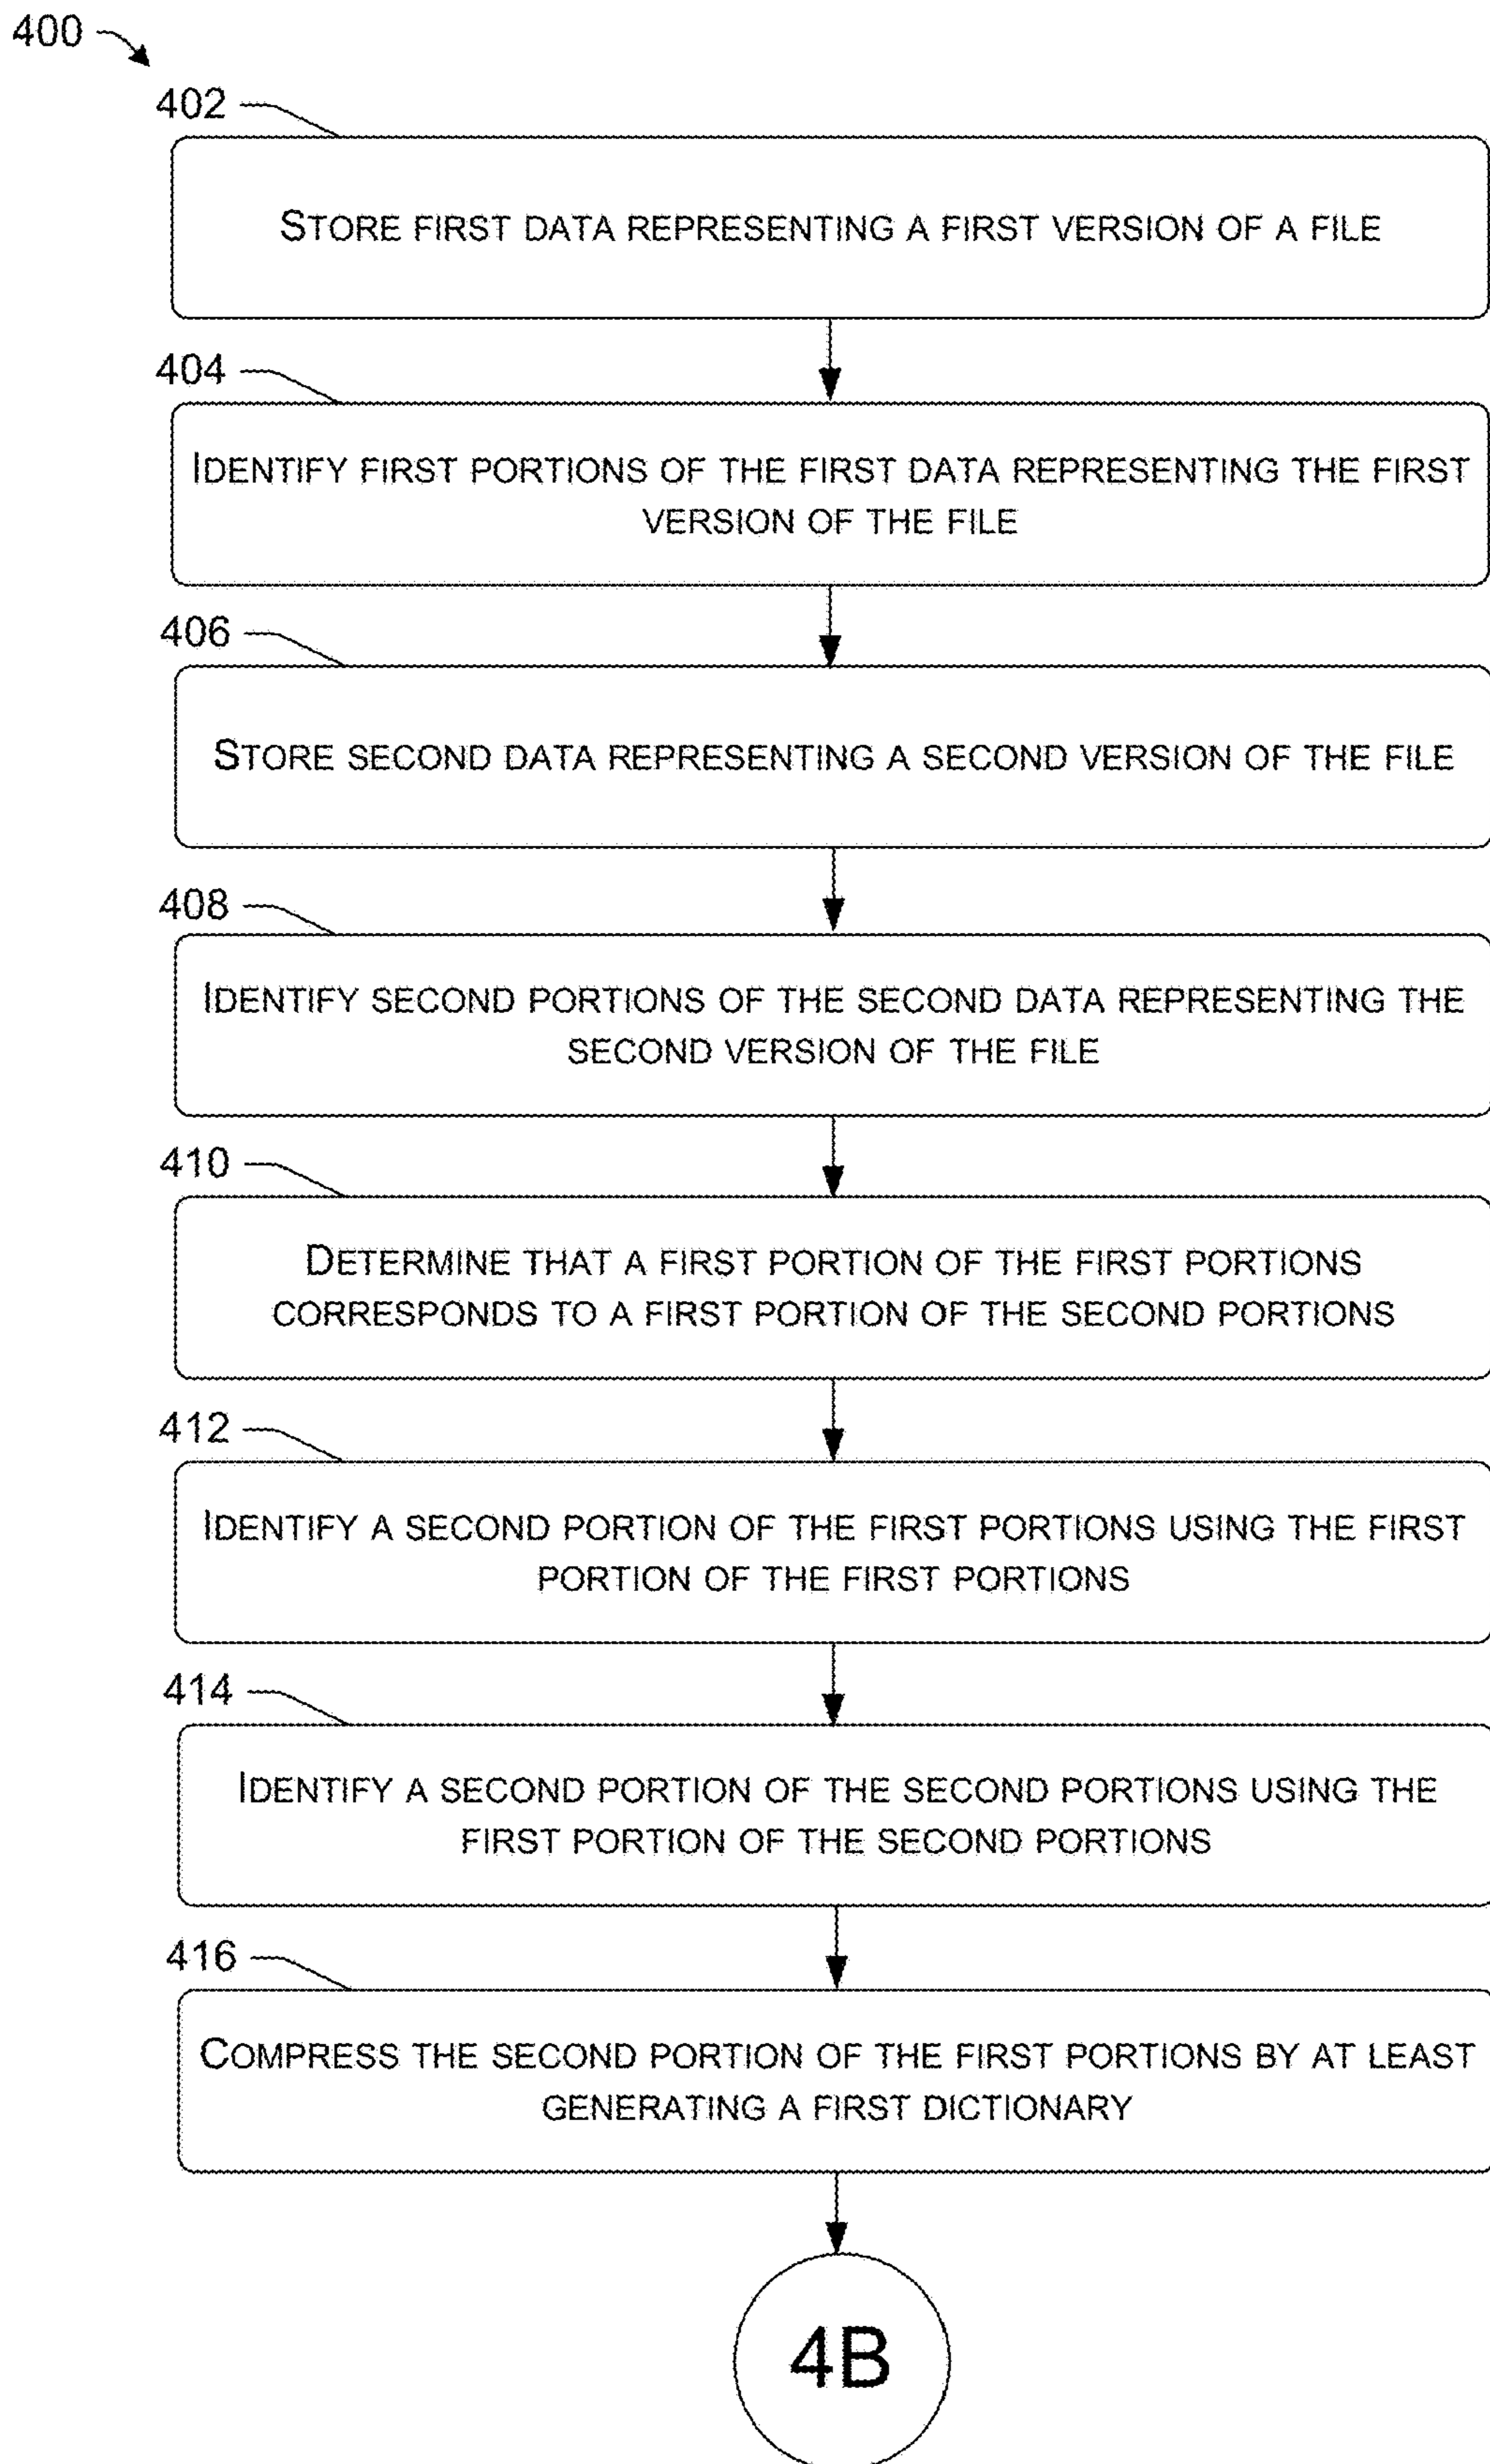 400
402
STORE FIRST DATA REPRESENTING A FIRST VERSION OF A FILE
404
IDENTIFY FIRST PORTIONS OF THE FIRST DATA REPRESENTING THE FIRST
VERSION OF THE FILE
406
STORE SECOND DATA REPRESENTING A SECOND VERSION OF THE FILE
408
IDENTIFY SECOND PORTIONS OF THE SECOND DATA REPRESENTING THE
SECOND VERSION OF THE FILE
410
DETERMINE THAT A FIRST PORTION OF THE FIRST PORTIONS
CORRESPONDS TO A FIRST PORTION OF THE SECOND PORTIONS
412
IDENTIFY A SECOND PORTION OF THE FIRST PORTIONS USING THE FIRST
PORTION OF THE FIRST PORTIONS
414
IDENTIFY A SECOND PORTION OF THE SECOND PORTIONS USING THE
FIRST PORTION OF THE SECOND PORTIONS
416
COMPRESS THE SECOND PORTION OF THE FIRST PORTIONS BY AT LEAST
GENERATING A FIRST DICTIONARY
4B